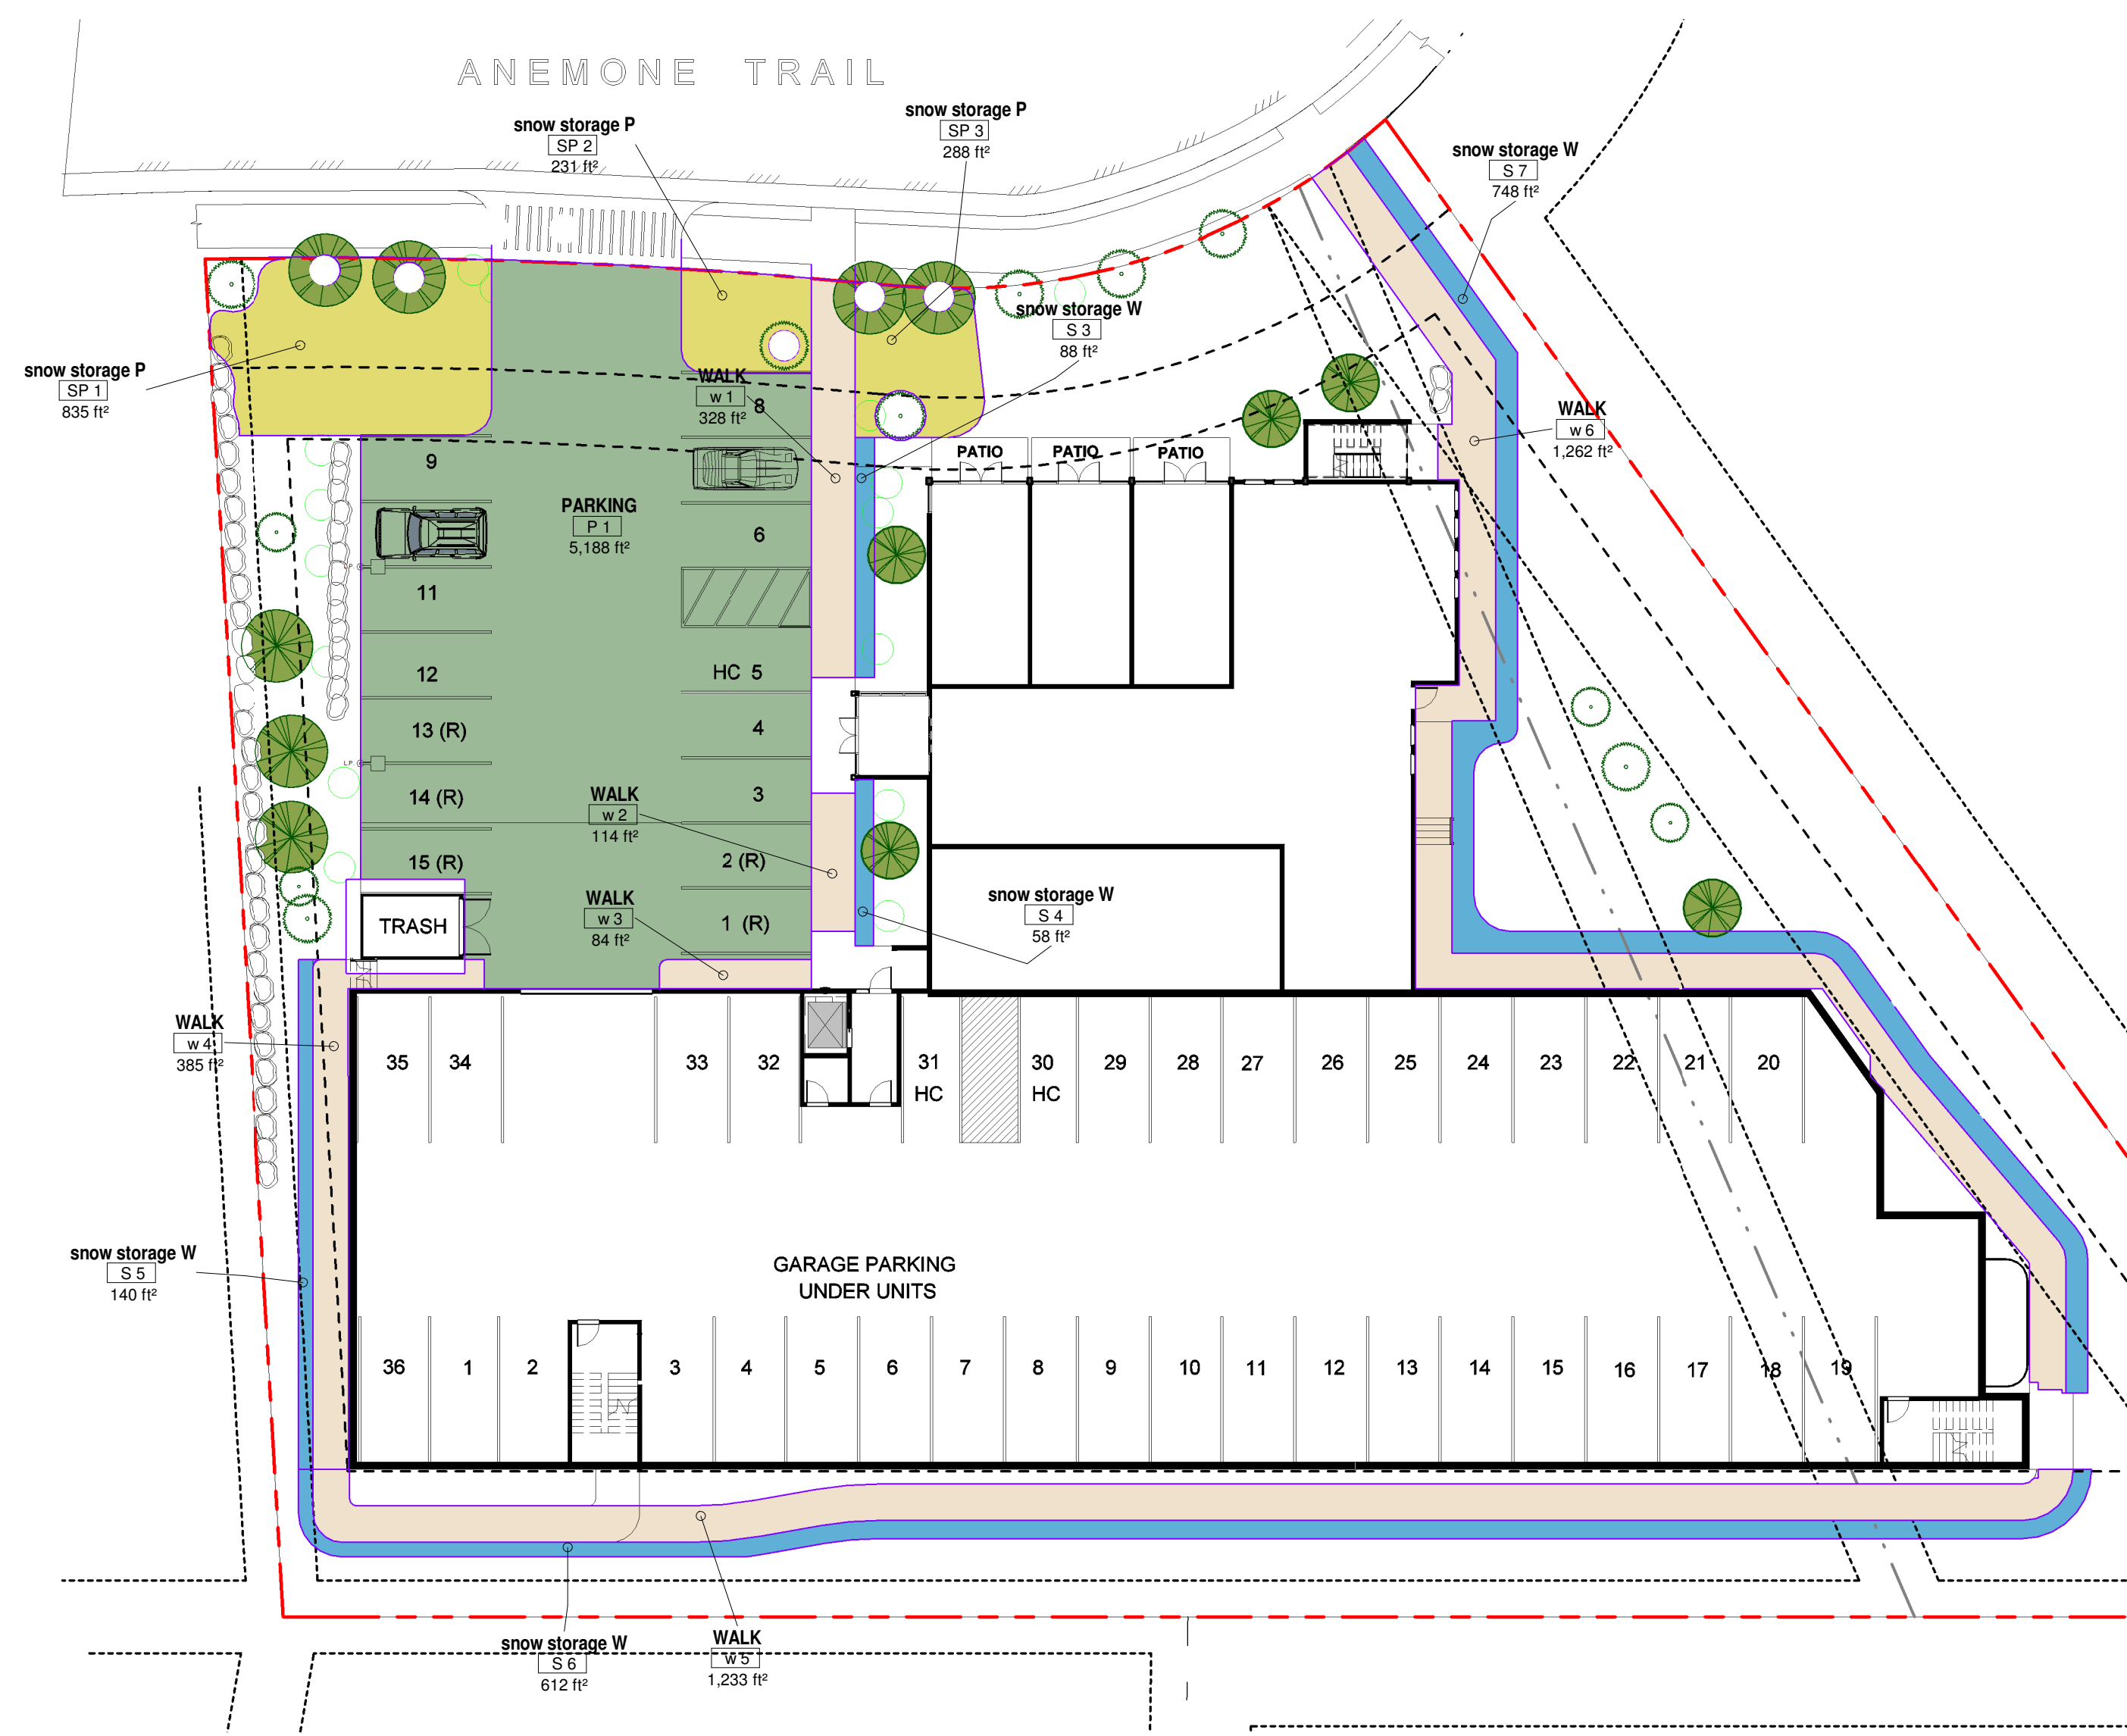 ANEMONE TRAIL
snow storage P
SP 2
231 ft²
snow storage P
SP 3
288 ft²
snow storage W
S 7
748 ft²
snow storage W
S 3
88 ft²
snow storage P
SP 1
835 ft²
WALK
w 1
328 ft²
8
WALK
w 6
1,262 ft²
9
PATIO
PATIO
PATIO
PARKING
P 1
5,188 ft²
6
11
12
HC 5
13 (R)
4
LP
14 (R)
3
WALK
w 2
114 ft²
15 (R)
2 (R)
TRASH
WALK
w 3
84 ft²
1 (R)
snow storage W
S 4
58 ft²
WALK
w 4
385 ft²
35
34
33
32
31
HC
30
HC
29
28
27
26
25
24
23
22
21
20
snow storage W
S 5
140 ft²
GARAGE PARKING
UNDER UNITS
36
1
2
3
4
5
6
7
8
9
10
11
12
13
14
15
16
17
18
19
snow storage W
S 6
612 ft²
WALK
w 5
1,233 ft²